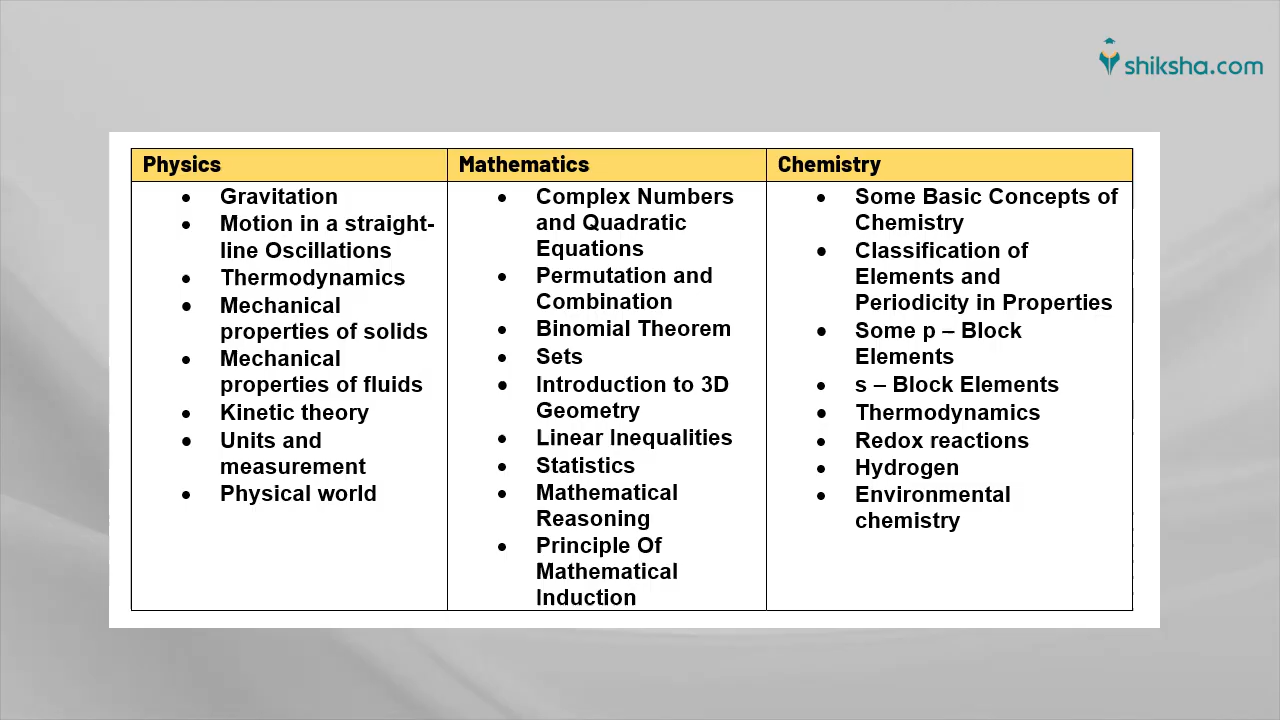 shiksha.com
Physics
Mathematics
Chemistry
Gravitation
Motion in a straight-
line Oscillations
Thermodynamics
Mechanical
properties of solids
Mechanical
properties of fluids
Kinetic theory
Units and
measurement
Physical world
Complex Numbers
and Quadratic
Equations
Permutation and
Combination
Binomial Theorem
Sets
Introduction to 3D
Geometry
Linear Inequalities
Statistics
Mathematical
Reasoning
Principle Of
Mathematical
Induction
Some Basic Concepts of
Chemistry
Classification of
Elements and
Periodicity in Properties
Some p – Block
Elements
s – Block Elements
Thermodynamics
Redox reactions
Hydrogen
Environmental
chemistry